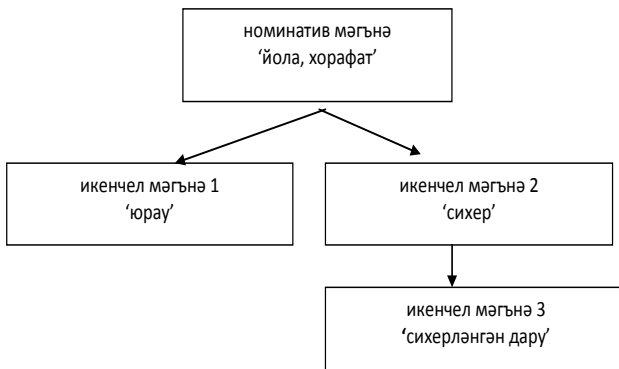 номинатив мәгънә
‘йола, хорафат’
икенчел мәгънә 1
‘юрау’
икенчел мәгънә 2
‘сихер’
икенчел мәгънә 3
‘сихерләнгән дару’